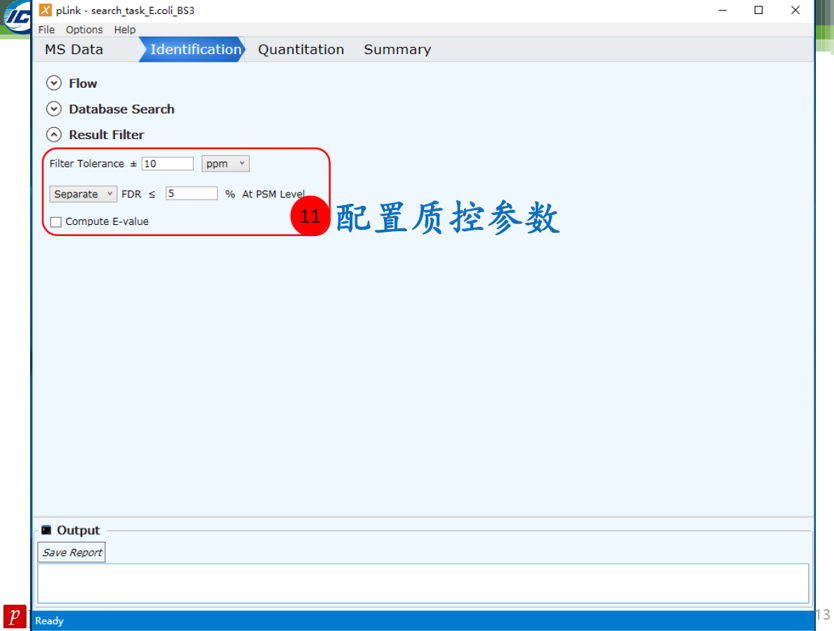 IC
X pLink - search_task_E.coli_BS3
File Options Help
MS Data Identification Quantitation Summary
Flow
Database Search
Result Filter
Filter Tolerance ± 10 ppm
Separate FDR ≤ 5 % At PSM Level
Compute E-value
11 配置质控参数
Output
Save Report
p Ready 13